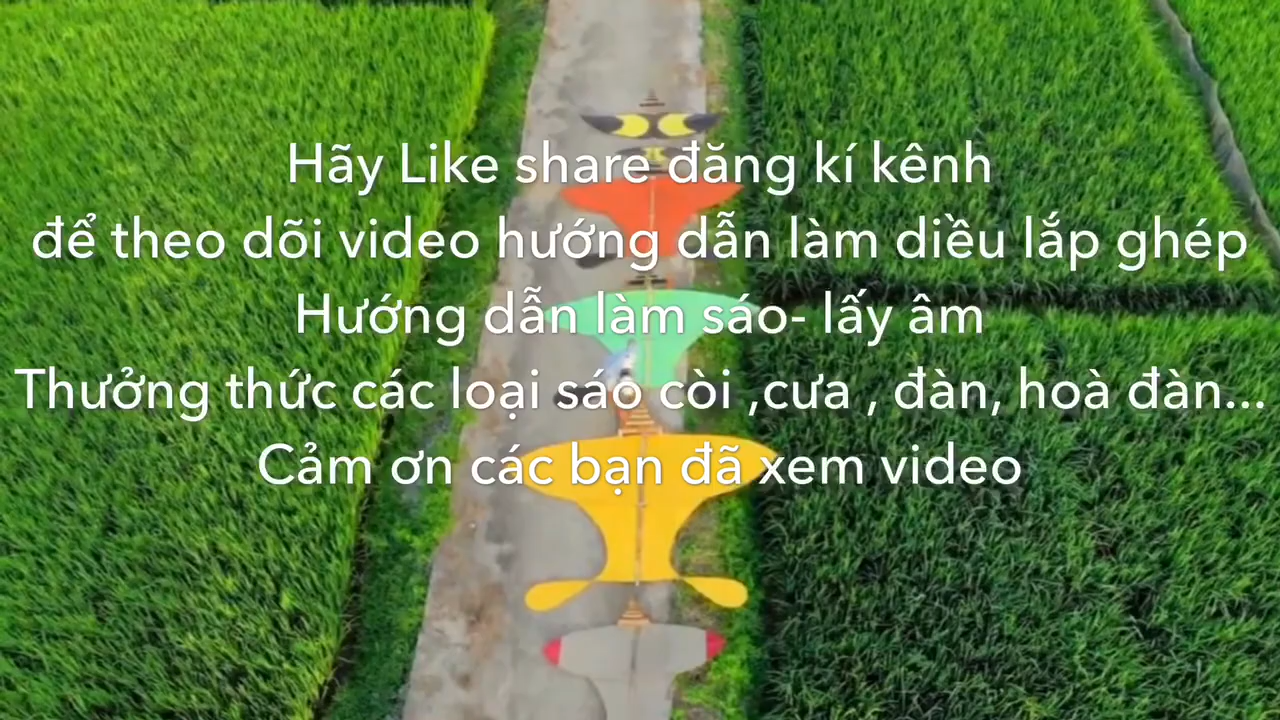 Hãy Like share đăng kí kênh
để theo dõi video hướng dẫn làm diều lắp ghép
Hướng dẫn làm sáo- lấy âm
Thưởng thức các loại sáo còi ,cưa , đàn, hoà đàn...
Cảm ơn các bạn đã xem video